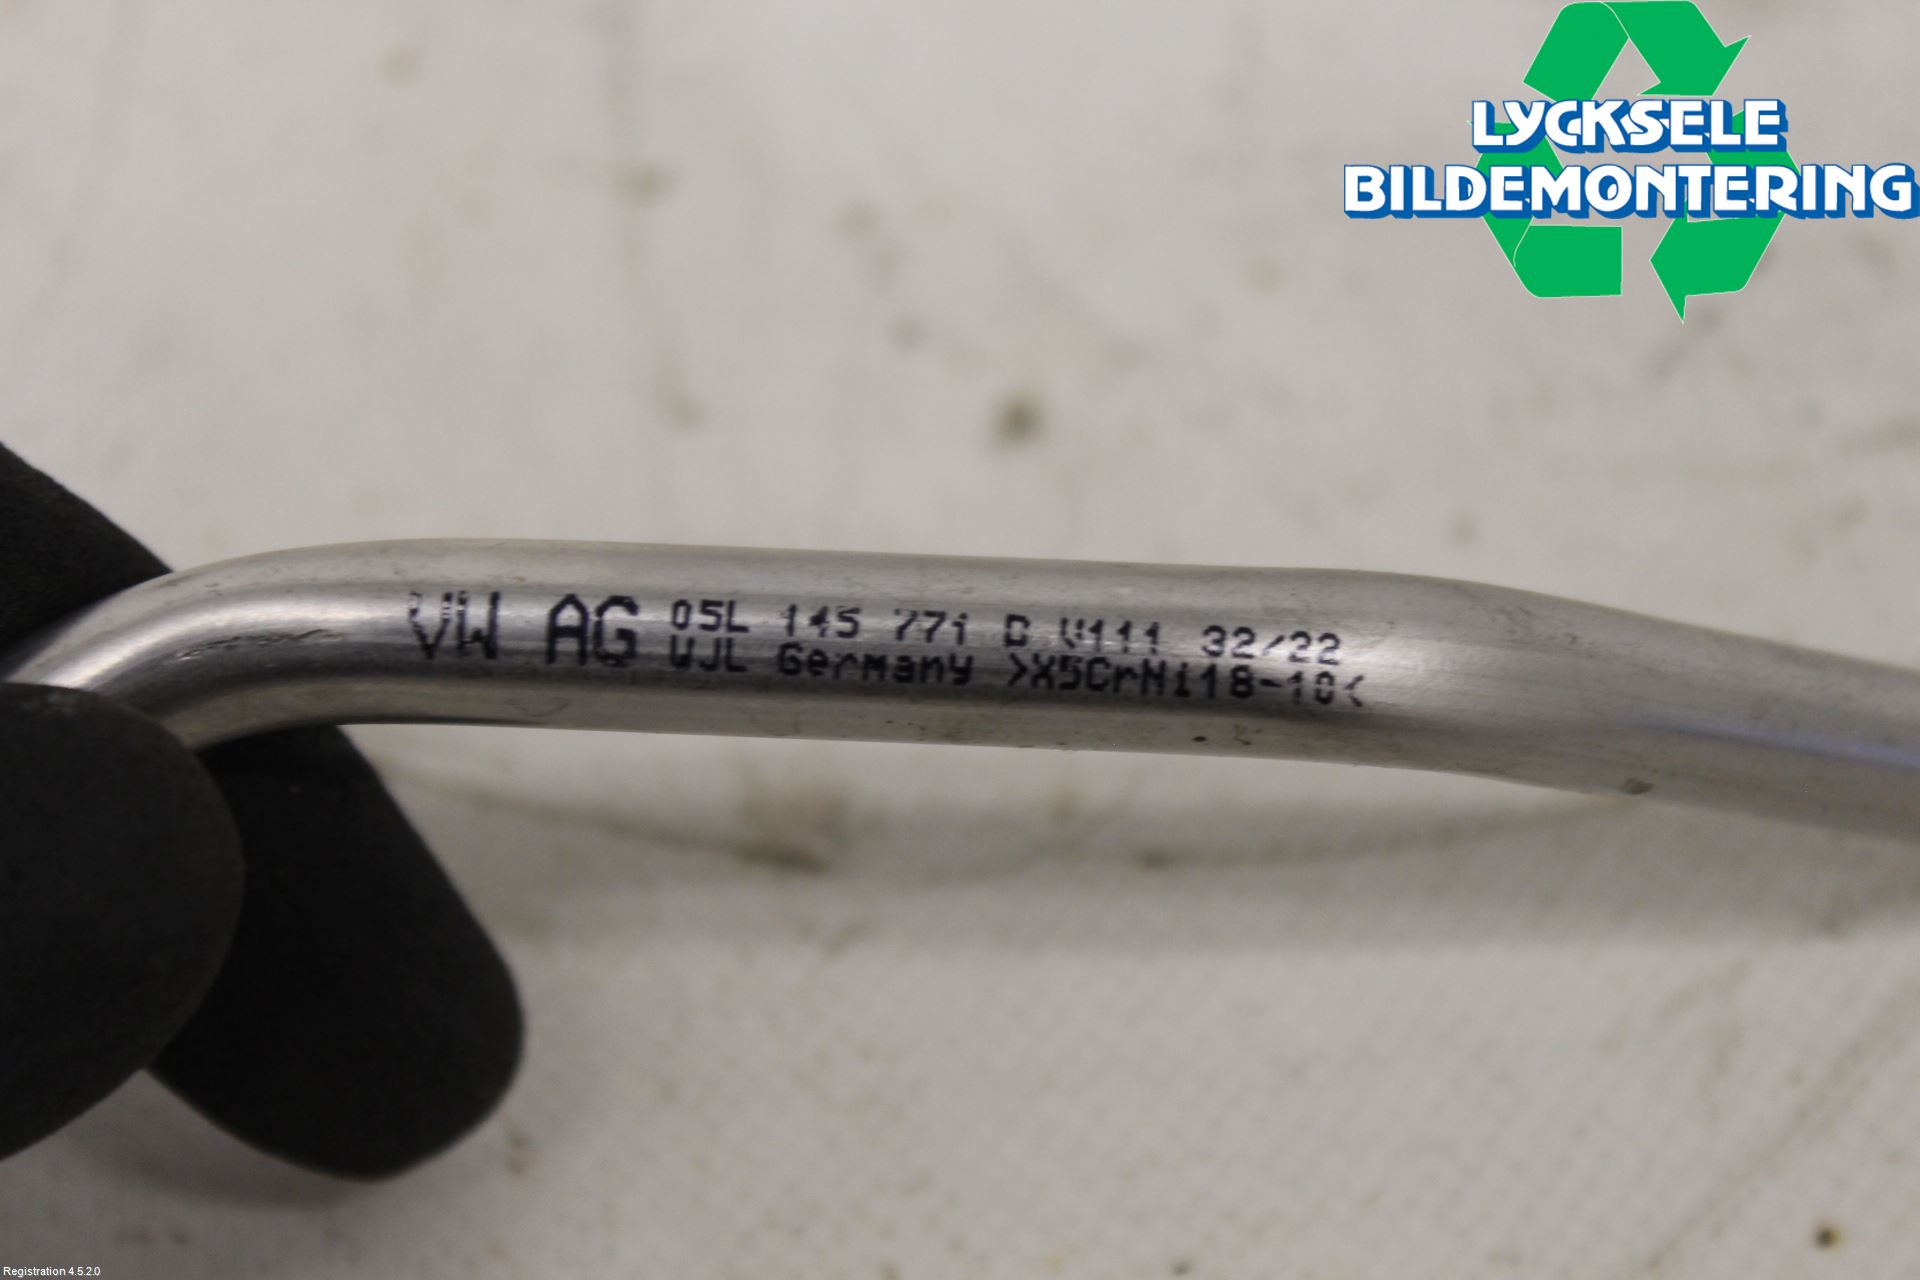 LYCKSELE
BILDEMONTERING
VW AG 05L 145 771 V111 32/22
WJL Germany >X5CrNi18-10<
Registration 4.5.2.0